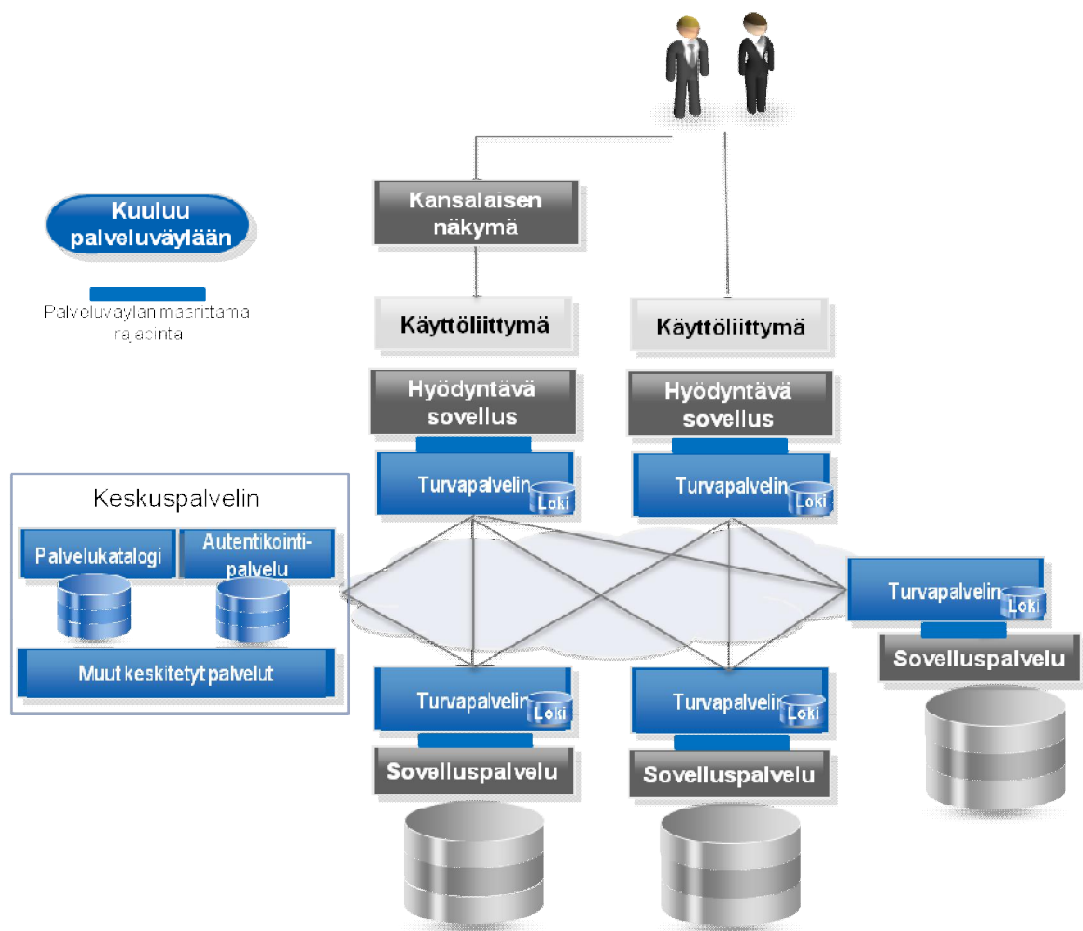 Kansalaisen
näkymä
Kuuluu
palveluväylään
Palveluväylän määrittämä
rajapinta
Käyttöliittymä
Käyttöliittymä
Hyödyntävä
sovellus
Hyödyntävä
sovellus
Turvapalvelin
Loki
Turvapalvelin
Loki
Keskuspalvelin
Palvelukatalogi
Autentikointi-
palvelu
Muut keskitetyt palvelut
Turvapalvelin
Loki
Sovelluspalvelu
Turvapalvelin
Loki
Sovelluspalvelu
Turvapalvelin
Loki
Sovelluspalvelu